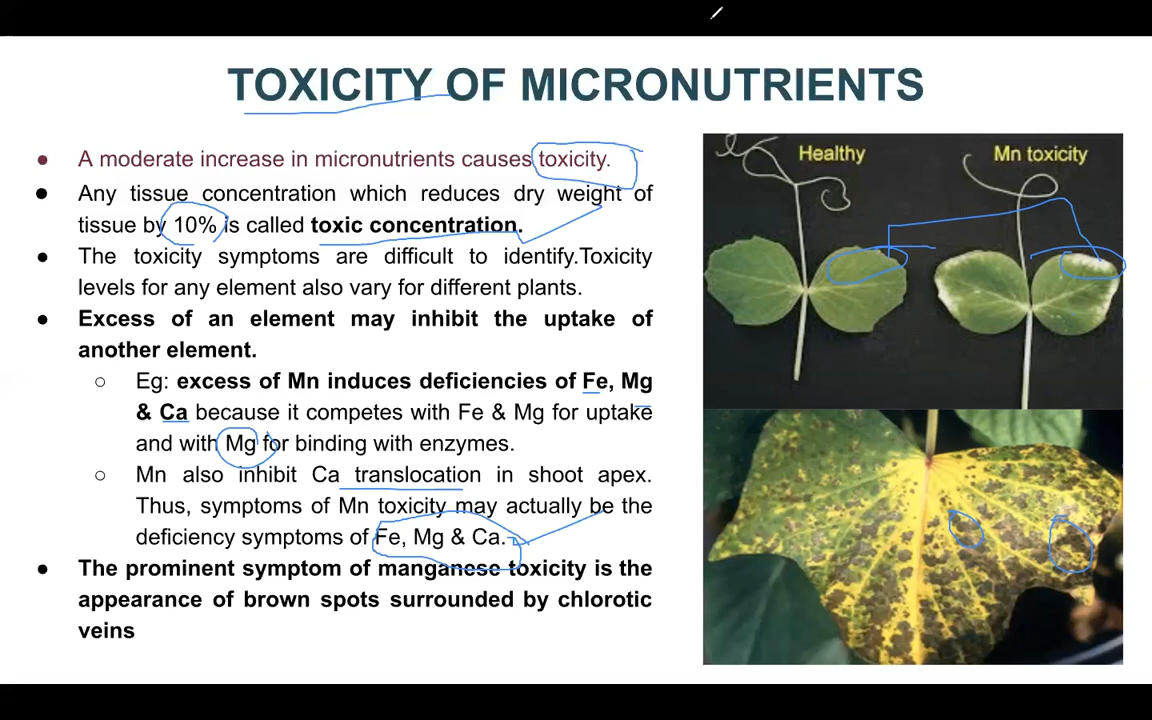 TOXICITY OF MICRONUTRIENTS
● A moderate increase in micronutrients causes toxicity.
● Any tissue concentration which reduces dry weight of
tissue by 10% is called toxic concentration.
● The toxicity symptoms are difficult to identify.Toxicity
levels for any element also vary for different plants.
● Excess of an element may inhibit the uptake of
another element.
○ Eg: excess of Mn induces deficiencies of Fe, Mg
& Ca because it competes with Fe & Mg for uptake
and with Mg for binding with enzymes.
○ Mn also inhibit Ca translocation in shoot apex.
Thus, symptoms of Mn toxicity may actually be the
deficiency symptoms of Fe, Mg & Ca.
● The prominent symptom of manganese toxicity is the
appearance of brown spots surrounded by chlorotic
veins
Healthy
Mn toxicity